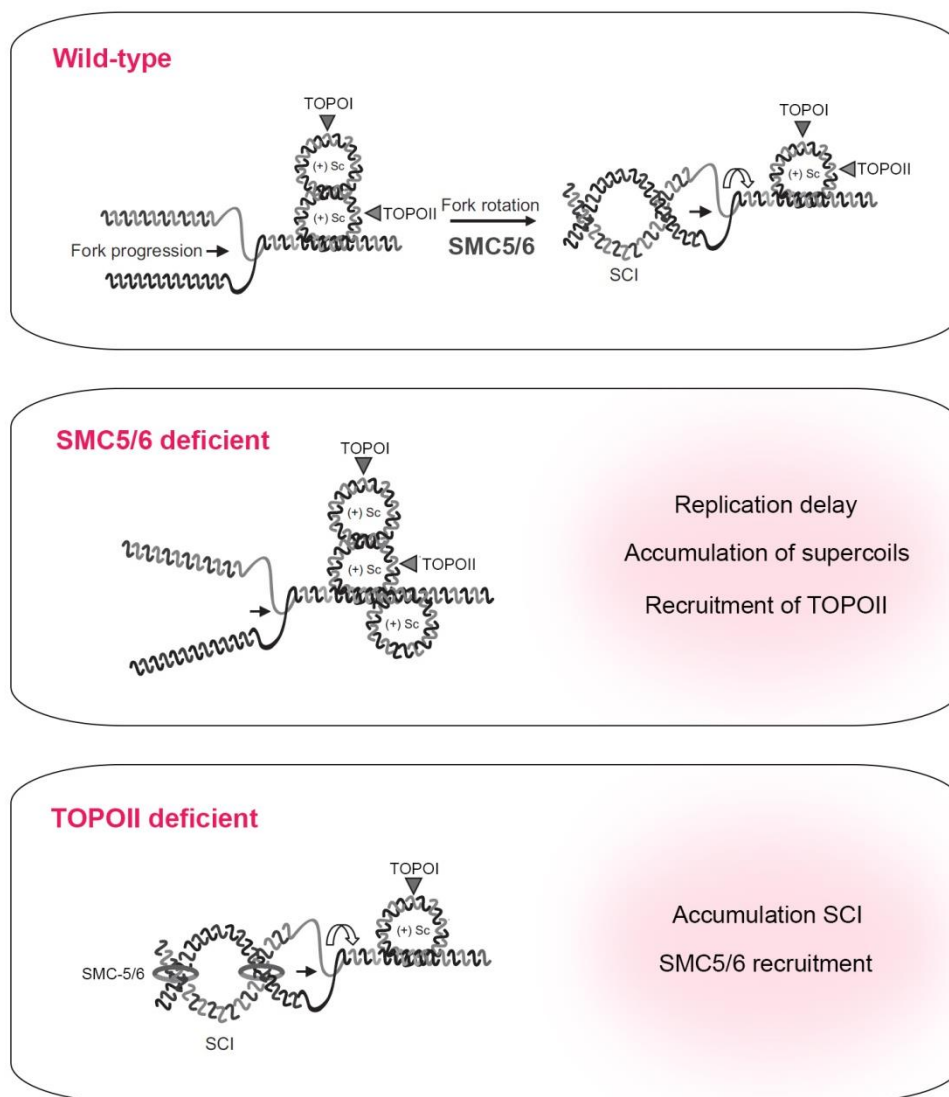 Wild-type
TOPOI
(+) Sc
(+) Sc
TOPOII
Fork progression
Fork rotation
SMC5/6
SCI
TOPOI
(+) Sc
TOPOII
SMC5/6 deficient
TOPOI
(+) Sc
(+) Sc
TOPOII
(+) Sc
Replication delay
Accumulation of supercoils
Recruitment of TOPOII
TOPOII deficient
TOPOI
(+) Sc
SMC-5/6
SCI
Accumulation SCI
SMC5/6 recruitment